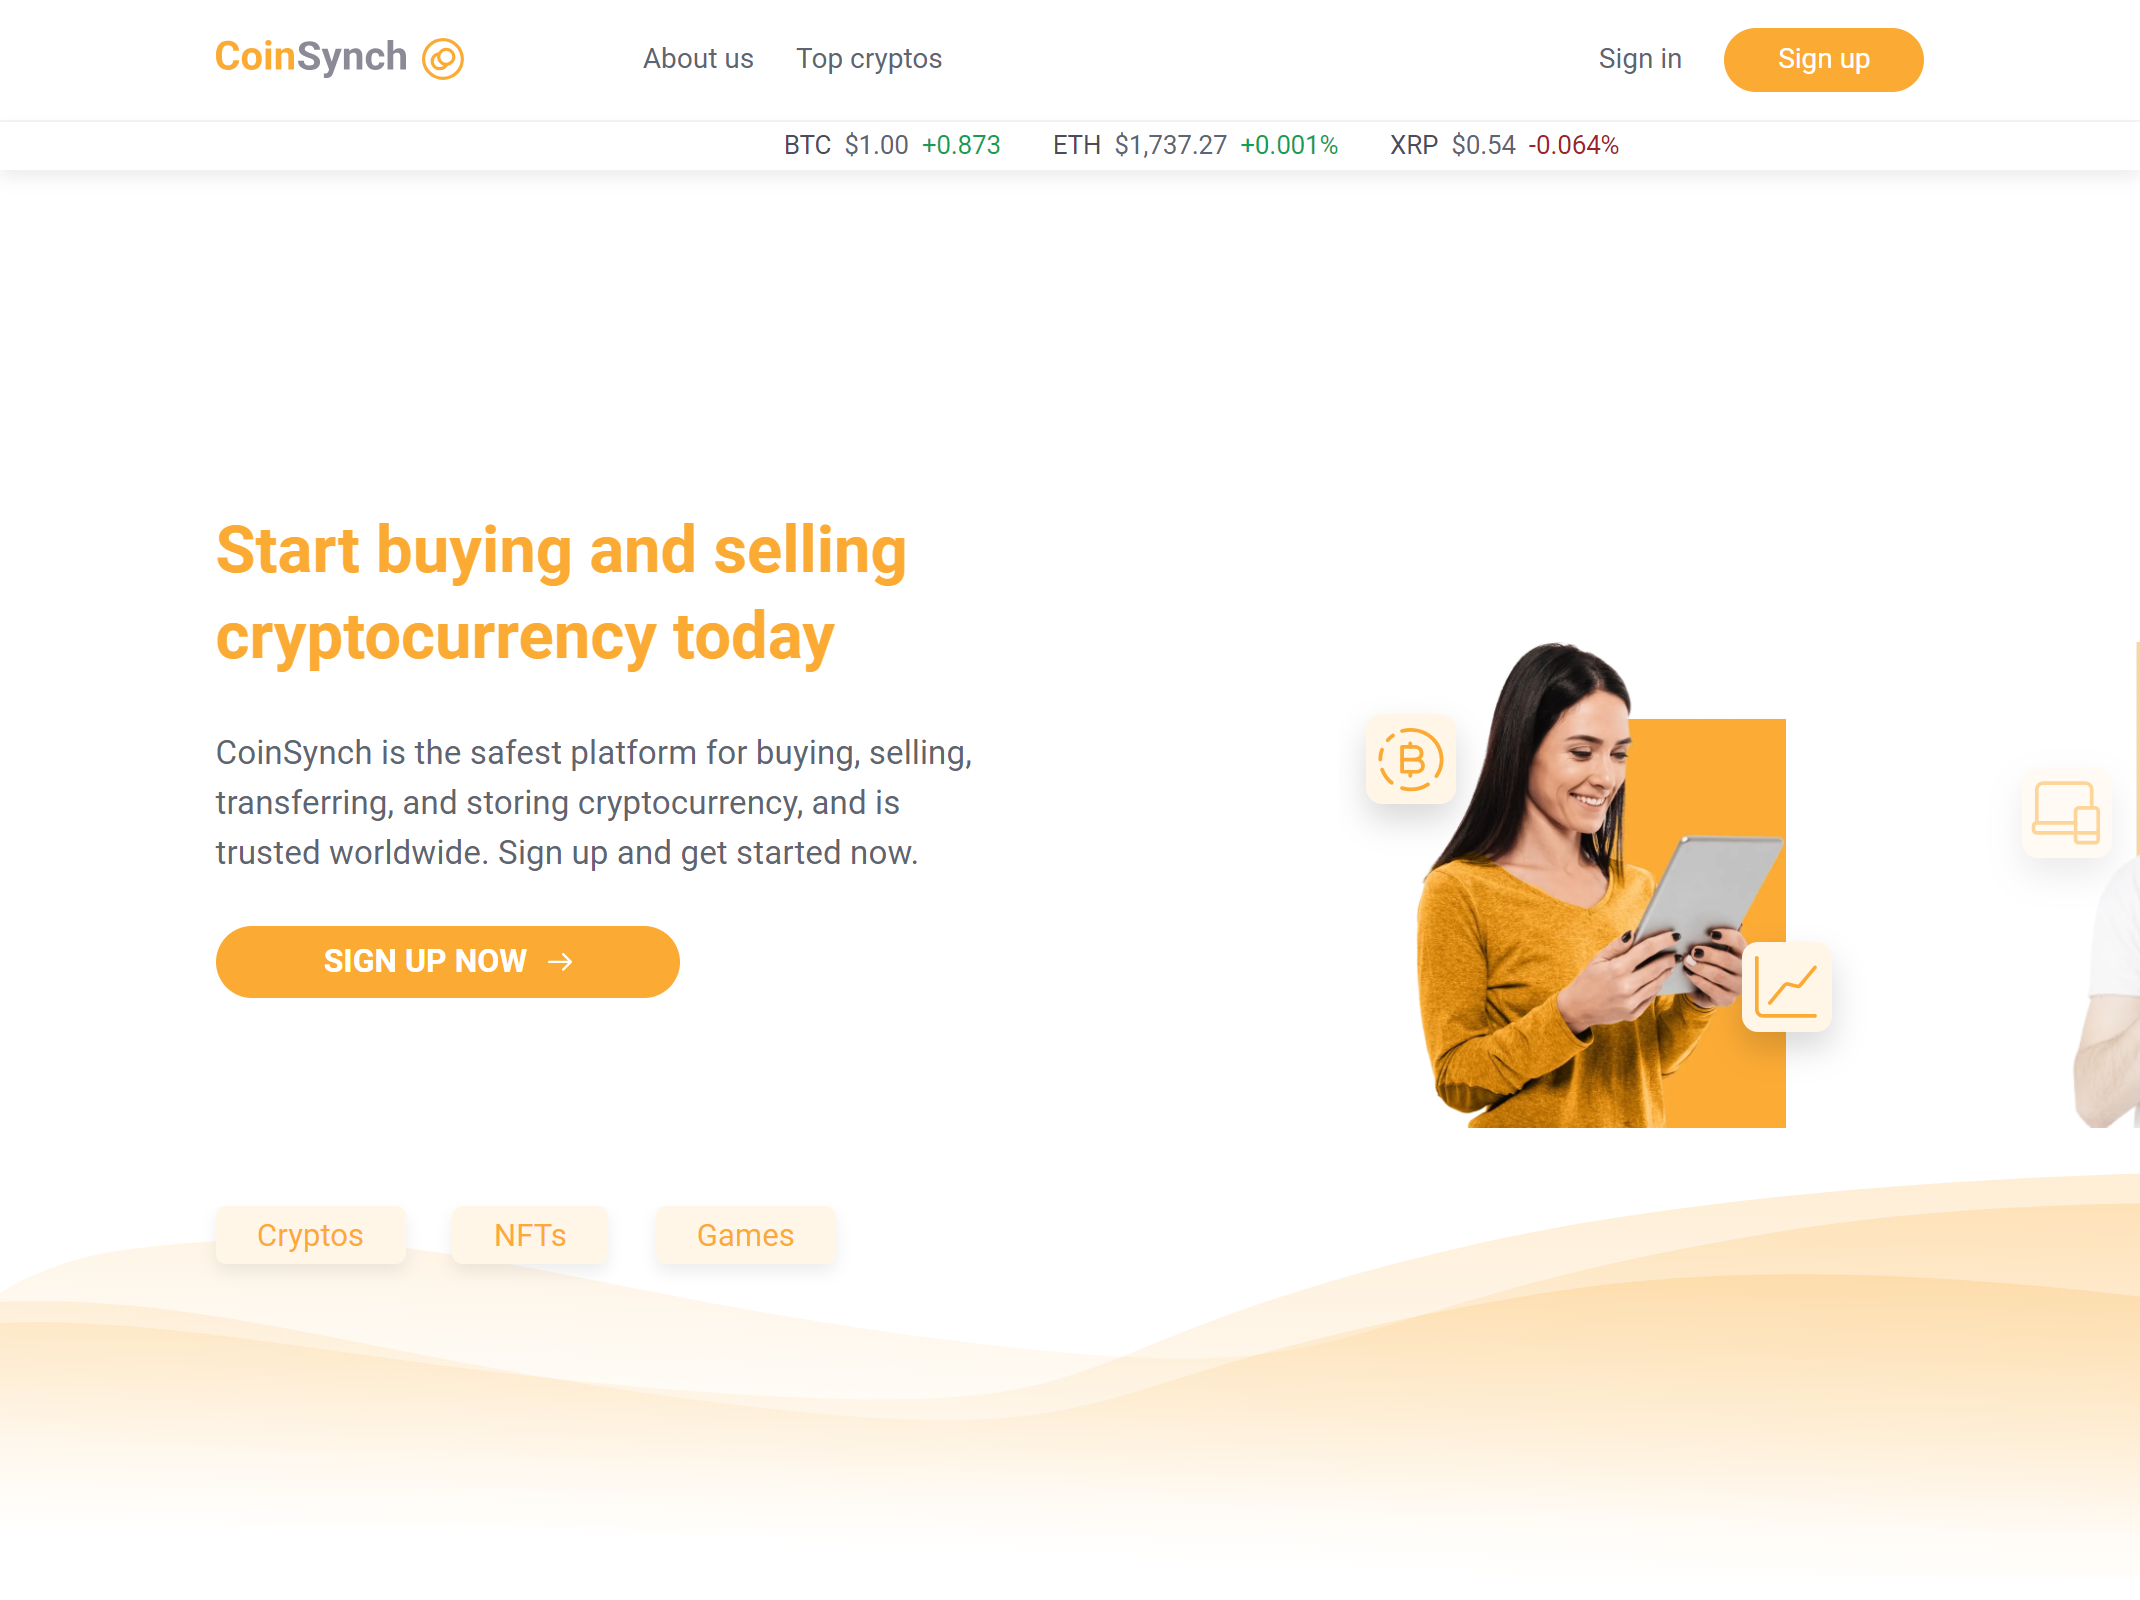 CoinSynch
About us
Top cryptos
Sign in
Sign up
BTC $1.00 +0.873 ETH $1,737.27 +0.001% XRP $0.54 -0.064%
Start buying and selling
cryptocurrency today
CoinSynch is the safest platform for buying, selling,
transferring, and storing cryptocurrency, and is
trusted worldwide. Sign up and get started now.
SIGN UP NOW →
Cryptos
NFTs
Games